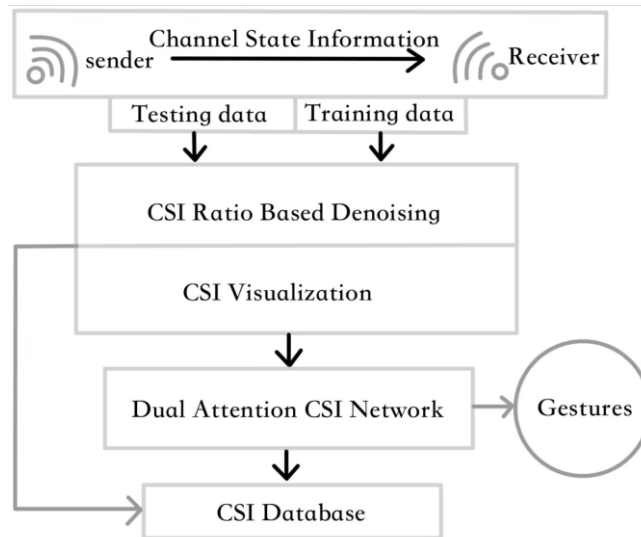 Channel State Information
sender
Receiver
Testing data
Training data
CSI Ratio Based Denoising
CSI Visualization
Dual Attention CSI Network
Gestures
CSI Database